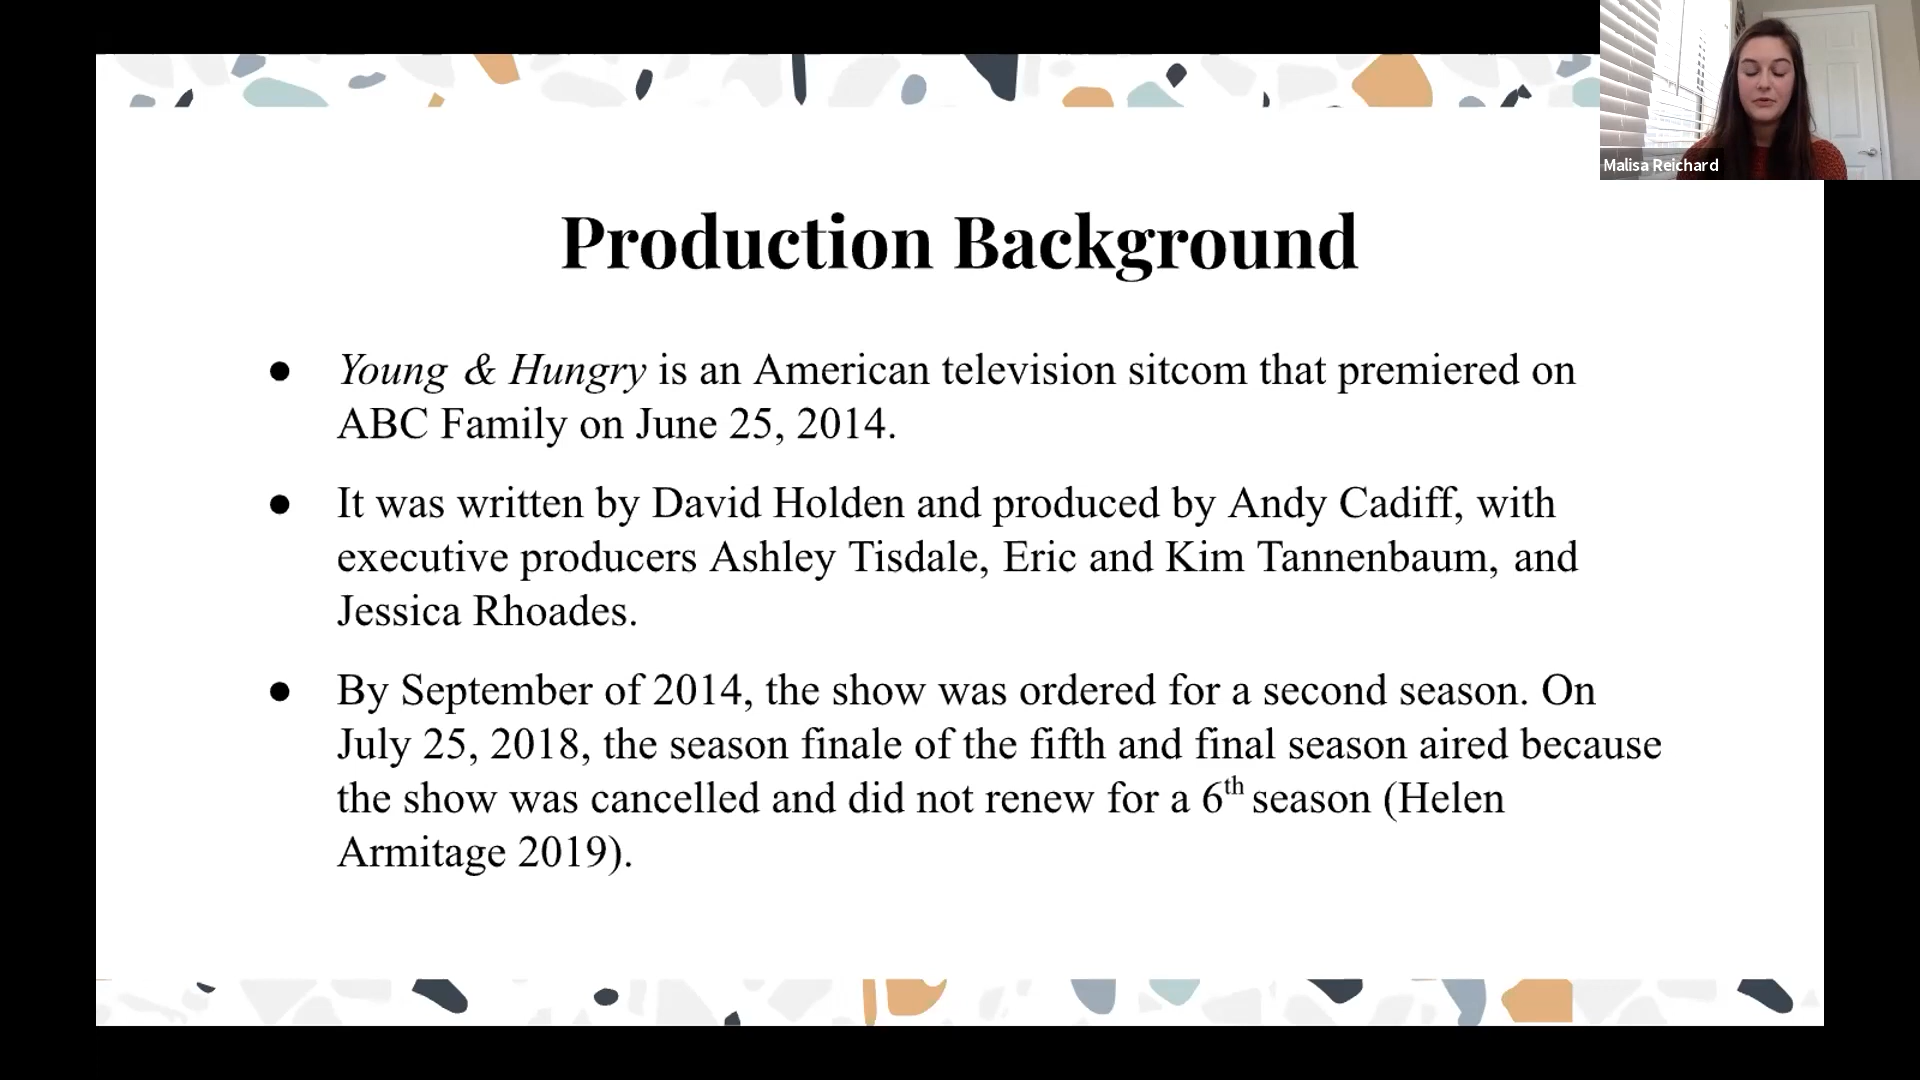 Malisa Reichard
Production Background
● Young & Hungry is an American television sitcom that premiered on
ABC Family on June 25, 2014.
● It was written by David Holden and produced by Andy Cadiff, with
executive producers Ashley Tisdale, Eric and Kim Tannenbaum, and
Jessica Rhoades.
● By September of 2014, the show was ordered for a second season. On
July 25, 2018, the season finale of the fifth and final season aired because
the show was cancelled and did not renew for a 6th season (Helen
Armitage 2019).